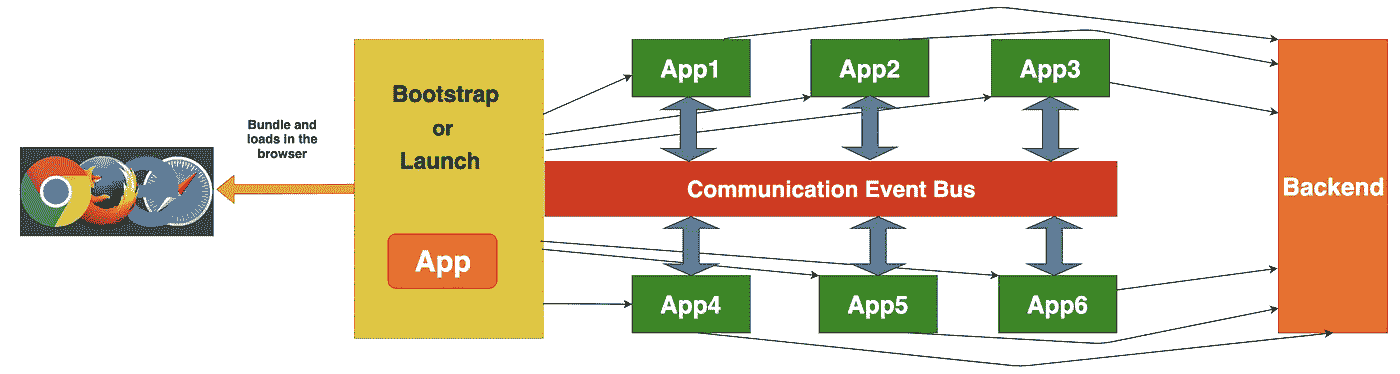 Bundle and
loads in the
browser
Bootstrap
or
Launch
App
App1
App2
App3
Communication Event Bus
App4
App5
App6
Backend